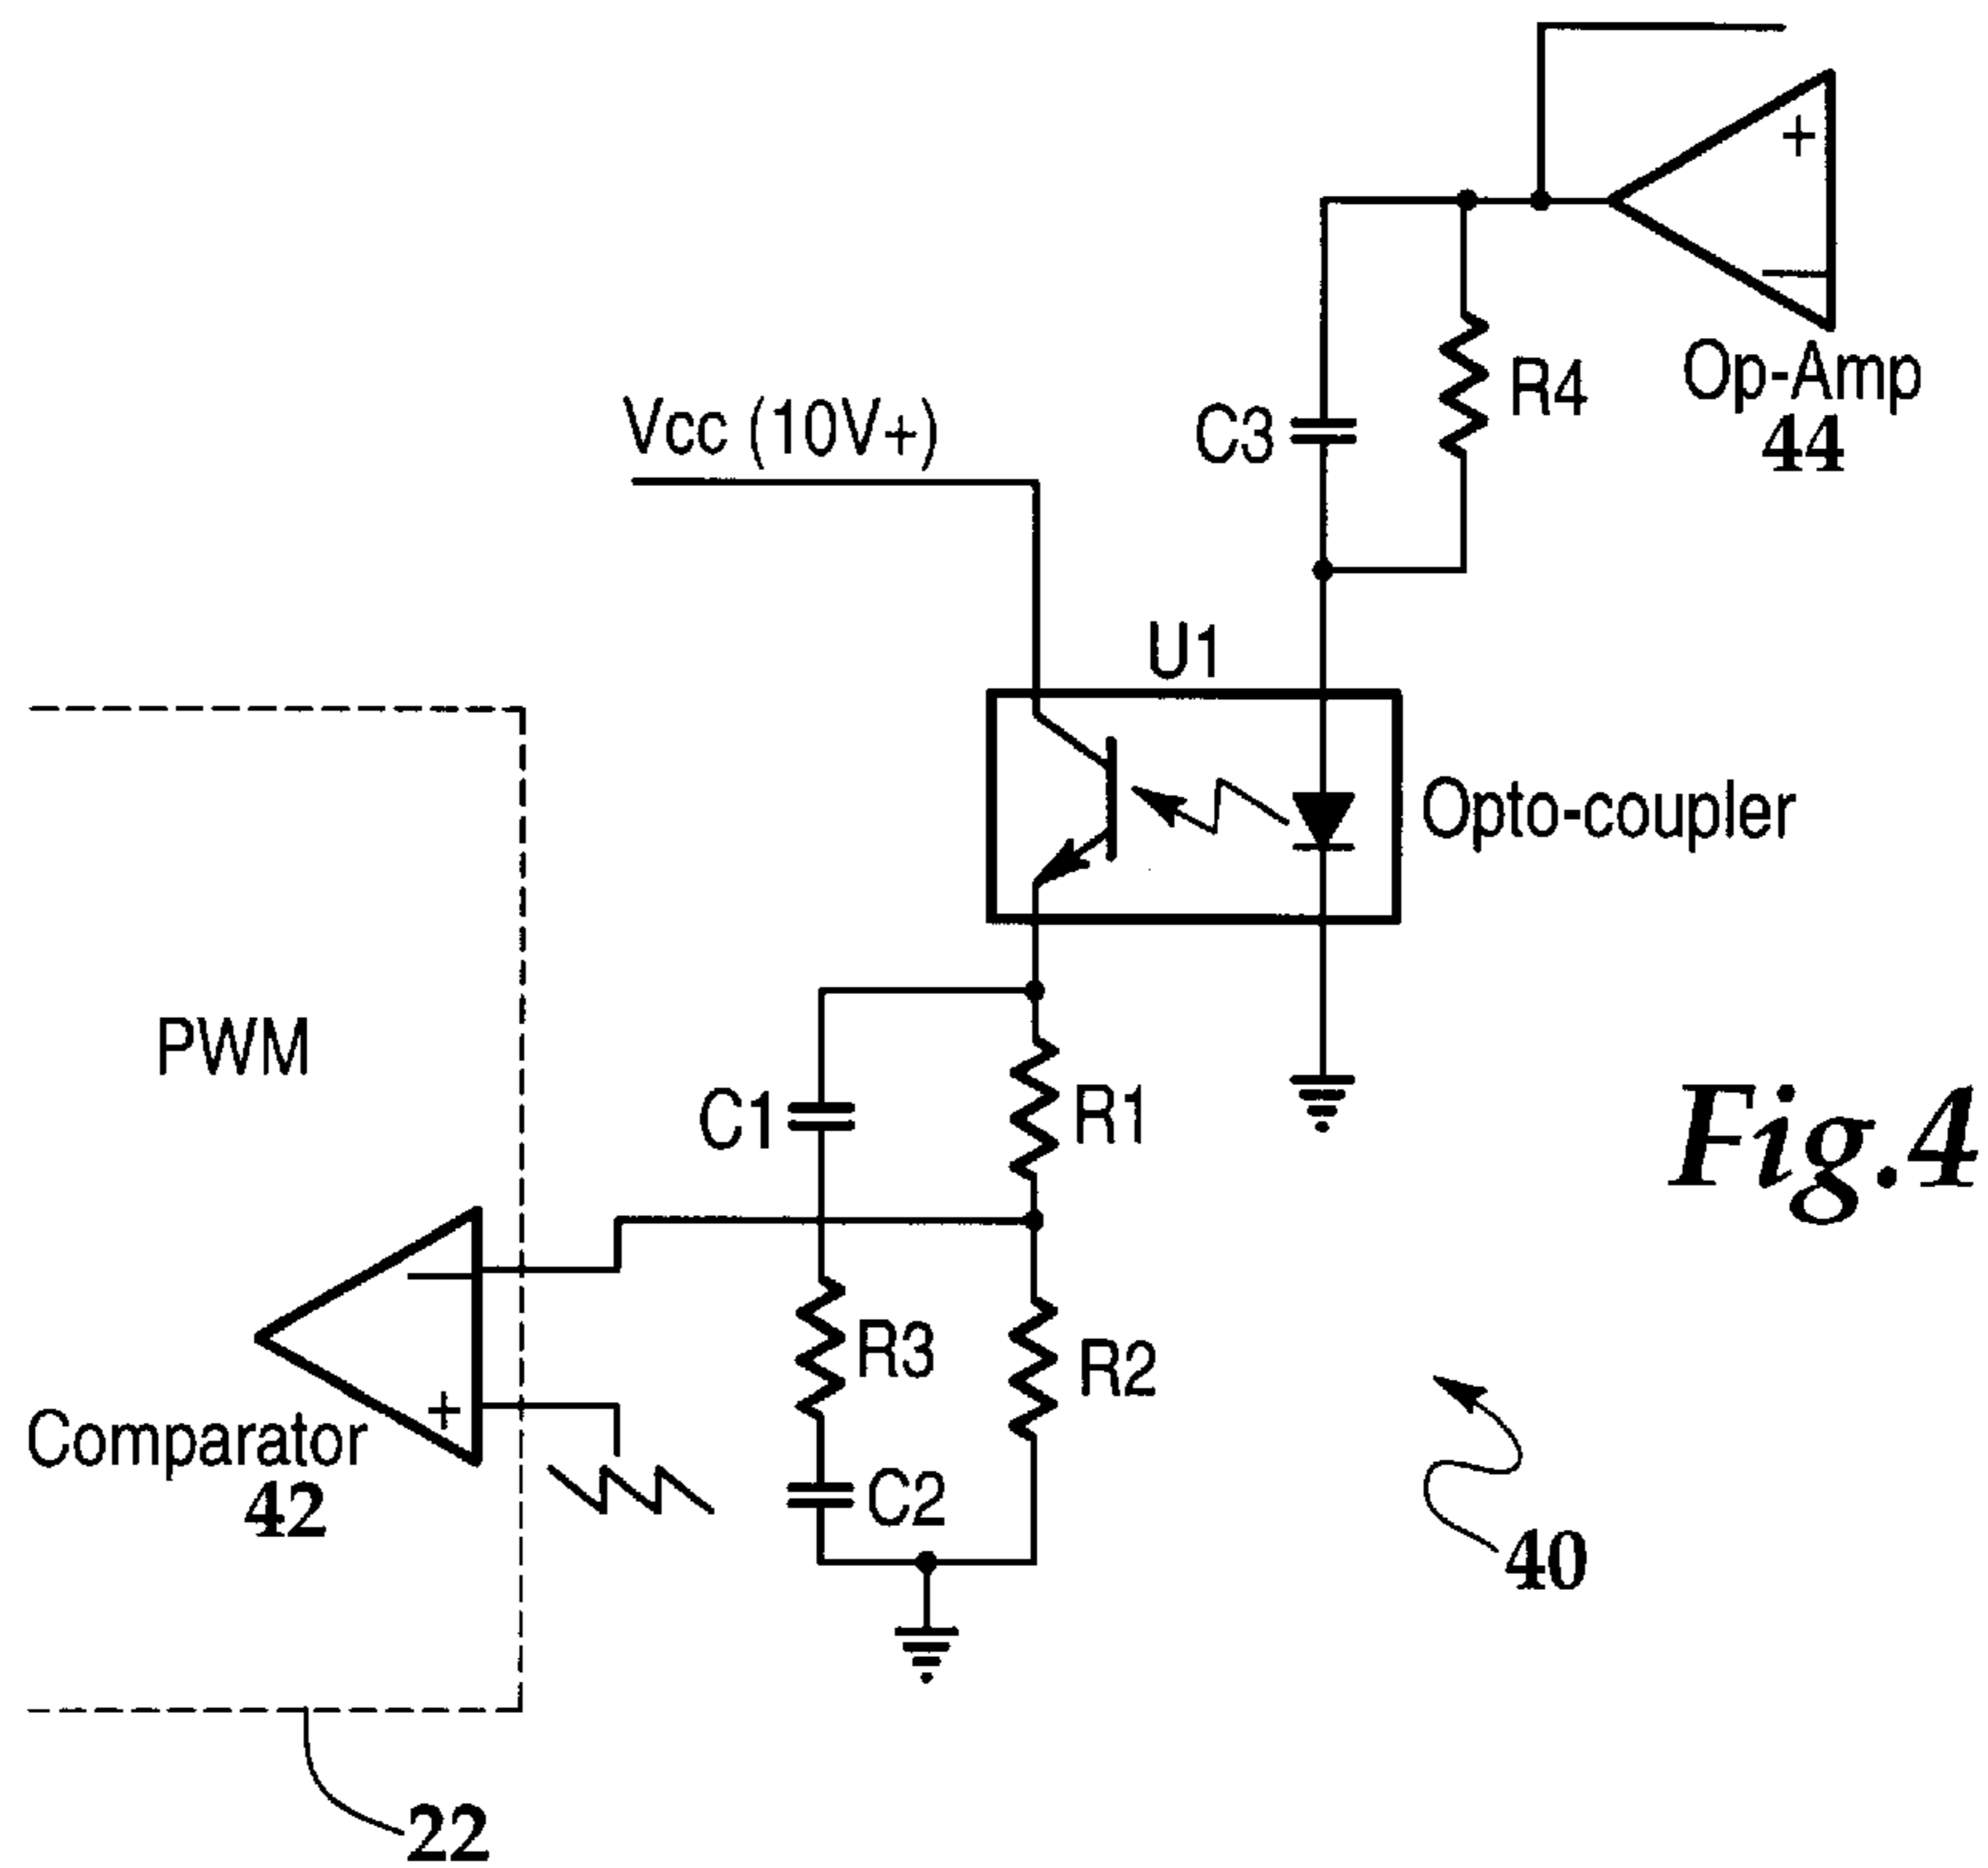 +
Op-Amp
44
R4
C3
Vcc (10V+)
U1
Opto-coupler
PWM
C1
R1
Fig.4
R3
R2
+
Comparator
42
C2
40
22